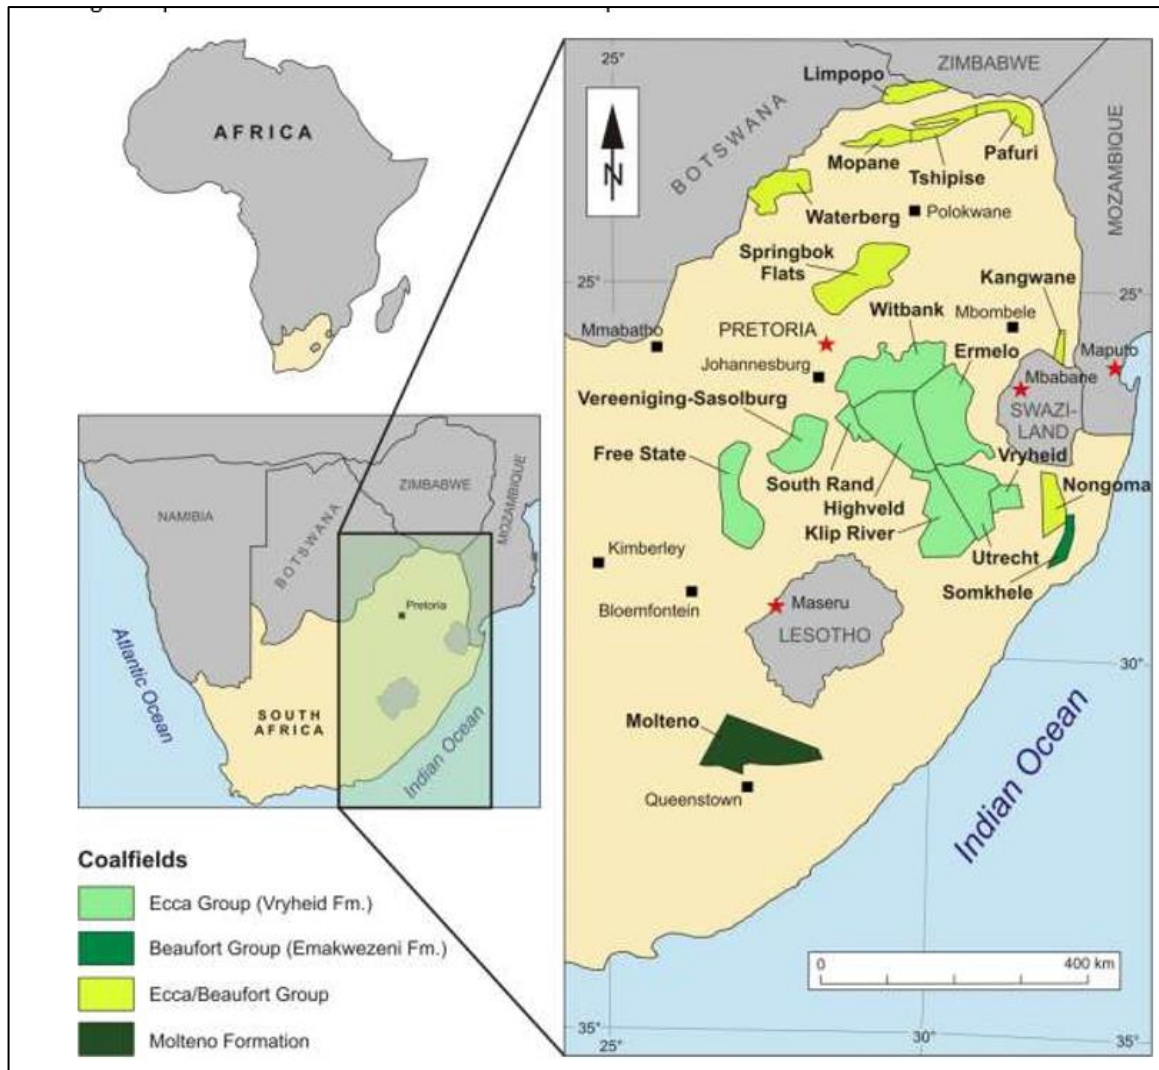 AFRICA
NAMIBIA
BOTSWANA
ZIMBABWE
MOZAMBIQUE
Pretoria
Atlantic Ocean
SOUTH
AFRICA
Indian Ocean
Coalfields
Ecca Group (Vryheid Fm.)
Beaufort Group (Emakwezeni Fm.)
Ecca/Beaufort Group
Molteno Formation
25°
ZIMBABWE
Limpopo
BOTSWANA
N
MOZAMBIQUE
Pafuri
Mopane
Tshipise
Waterberg
Polokwane
Springbok
Flats
25°
Kangwane
25°
Witbank
Mbombele
Mmabatho
PRETORIA
Ermelo
Maputo
Johannesburg
Mbabane
Vereeniging-Sasolburg
SWAZI-
LAND
Free State
Vryheid
South Rand
Nongoma
Highveld
Klip River
Kimberley
Utrecht
Somkhele
Bloemfontein
Maseru
LESOTHO
30°
Molteno
Queenstown
Indian Ocean
0
400 km
35°
25°
30°
35°